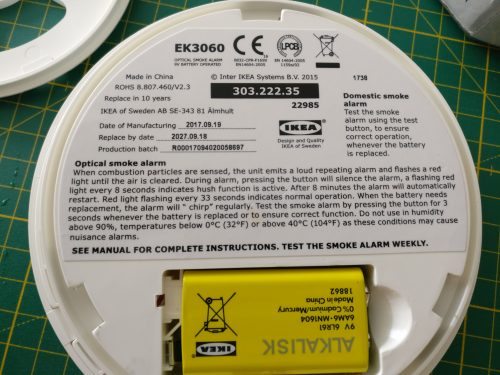 EK3060
OPTICAL SMOKE ALARM
9V BATTERY OPERATED
CE
0832-CPR-F1659
EN14604:2005
LPCB
EN 14604:2005
Made in China
ROHS 8.807.460/V2.3
Replace in 10 years
IKEA of Sweden AB SE-343 81 Älmhult
© Inter IKEA Systems B.V. 2015
303.222.35
22985
1738
Date of Manufacturing 2017.09.19
Replace by date 2027.09.18
Production batch R00017094020058697
IKEA
Design and Quality
IKEA of Sweden
Domestic smoke
alarm
Test the smoke
alarm using the test
button, to ensure
correct operation,
whenever the battery
is replaced.
Optical smoke alarm
When combustion particles are sensed, the unit emits a loud repeating alarm and flashes a red
light until the air is cleared. During alarm, pressing the button will silence the alarm, a flashing red
light every 8 seconds indicates hush function is active. After 8 minutes the alarm will automatically
restart. Red light flashing every 33 seconds indicates normal operation. When the battery needs
replacement, the alarm will " chirp" regularly. Test the smoke alarm by pressing the button for 3
seconds whenever the battery is replaced or to ensure correct function. Do not use in humidity
above 90%, temperatures below 0°C (32°F) or above 40°C (104°F) as these conditions may cause
nuisance alarms.
SEE MANUAL FOR COMPLETE INSTRUCTIONS. TEST THE SMOKE ALARM WEEKLY.
ALKALISK
9V 6LR61
6AM6-MN1604
0% Cadmium/Mercury
Made in China
18862
IKEA